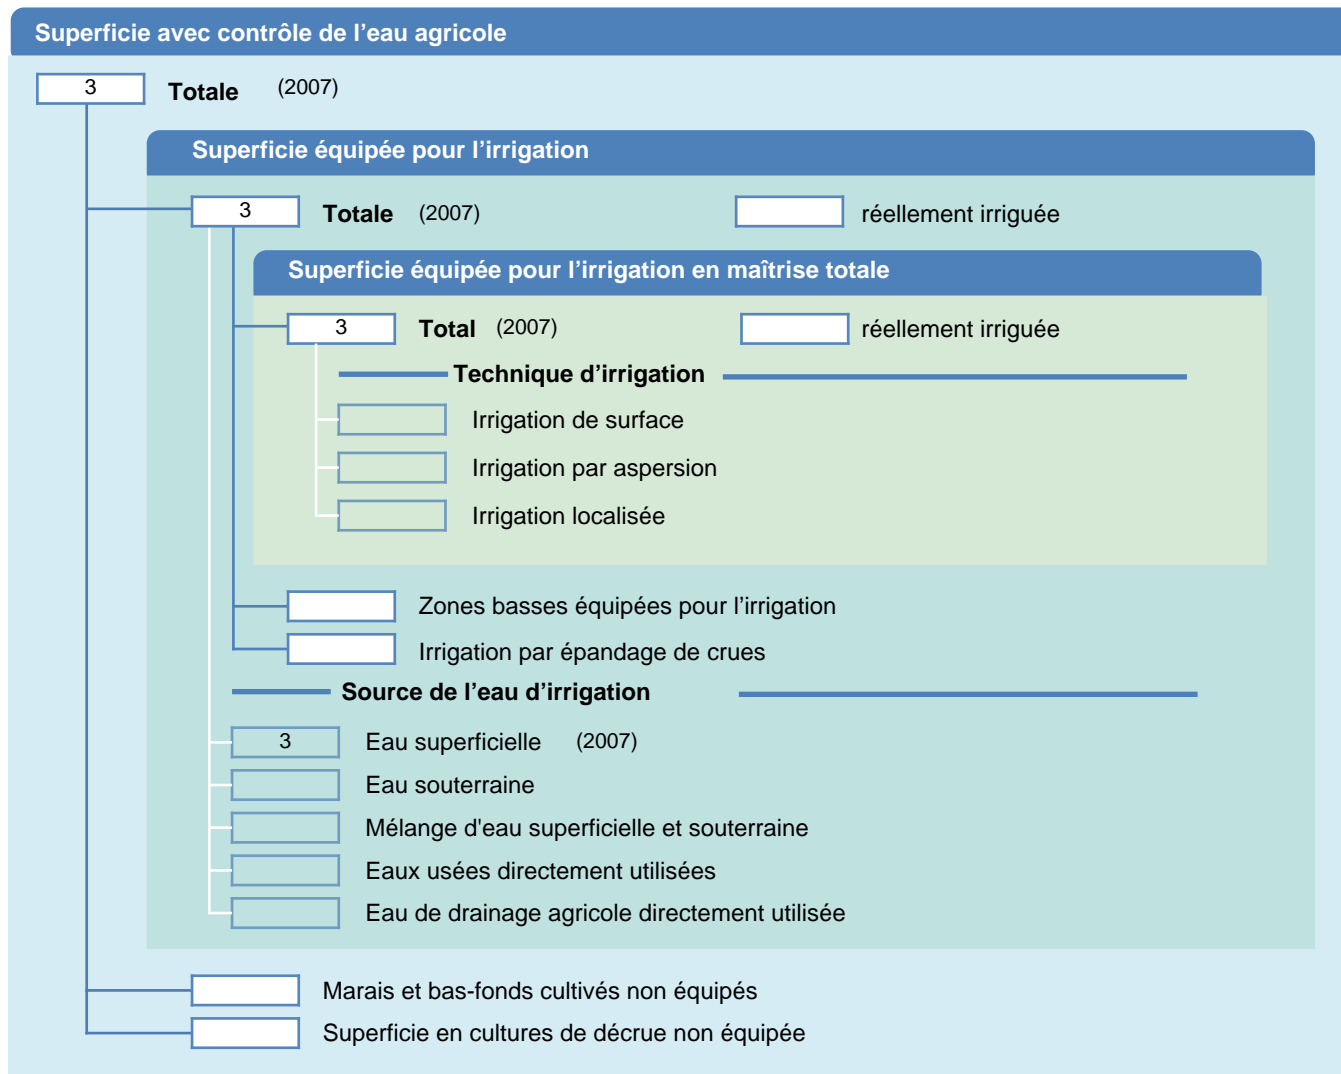 Superficie avec contrôle de l'eau agricole
3 Totale (2007)
Superficie équipée pour l'irrigation
3 Totale (2007) réellement irriguée
Superficie équipée pour l'irrigation en maîtrise totale
3 Total (2007) réellement irriguée
Technique d'irrigation
Irrigation de surface
Irrigation par aspersion
Irrigation localisée
Zones basses équipées pour l'irrigation
Irrigation par épandage de crues
Source de l'eau d'irrigation
3 Eau superficielle (2007)
Eau souterraine
Mélange d'eau superficielle et souterraine
Eaux usées directement utilisées
Eau de drainage agricole directement utilisée
Marais et bas-fonds cultivés non équipés
Superficie en cultures de décrue non équipée